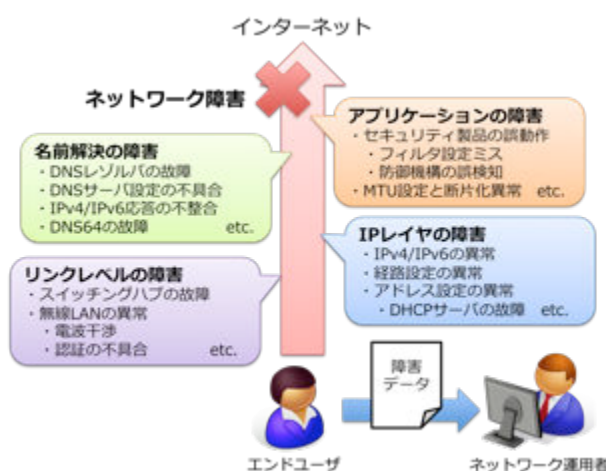 インターネット
ネットワーク障害
アプリケーションの障害
・セキュリティ製品の誤動作
・フィルタ設定ミス
・防御機構の誤検知
・MTU設定と断片化異常 etc.
名前解決の障害
・DNSレゾルバの故障
・DNSサーバ設定の不具合
・IPv4/IPv6応答の不整合
・DNS64の故障 etc.
IPレイヤの障害
・IPv4/IPv6の異常
・経路設定の異常
・アドレス設定の異常
・DHCPサーバの故障 etc.
リンクレベルの障害
・スイッチングハブの故障
・無線LANの異常
・電波干渉
・認証の不具合 etc.
障害
データ
エンドユーザ
ネットワーク運用者